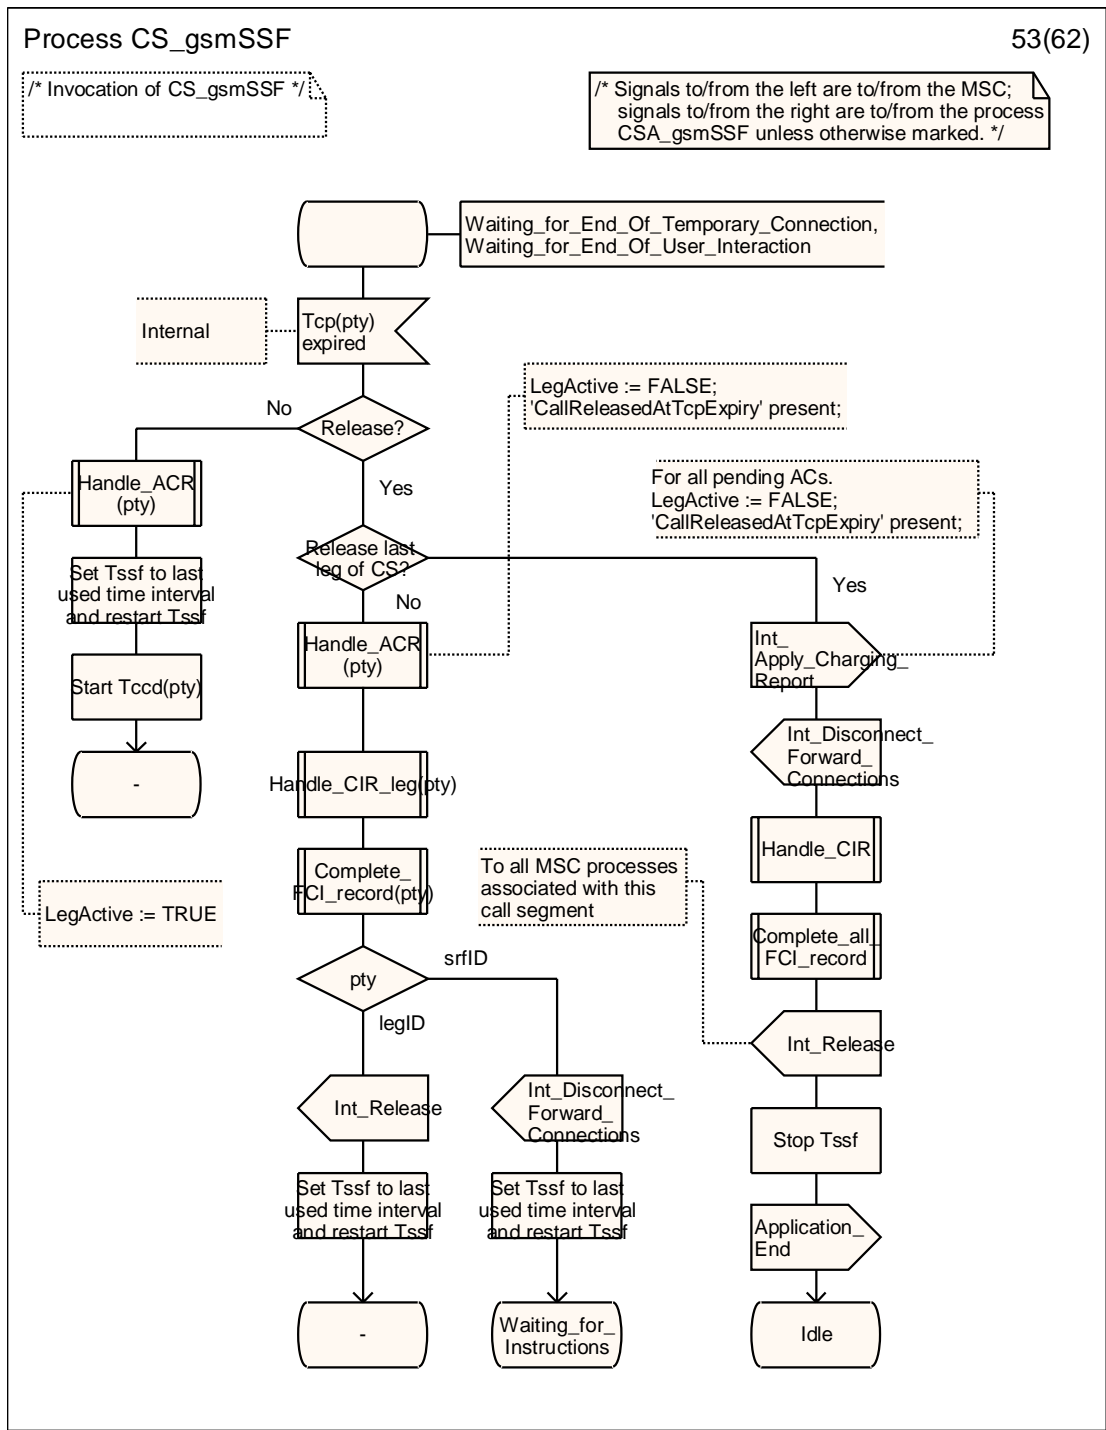 Process CS_gsmSSF
53(62)
/* Invocation of CS_gsmSSF */
/* Signals to/from the left are to/from the MSC;
signals to/from the right are to/from the process
CSA_gsmSSF unless otherwise marked. */
Waiting_for_End_Of_Temporary_Connection,
Waiting_for_End_Of_User_Interaction
Internal
Tcp(pty)
expired
LegActive := FALSE;
'CallReleasedAtTcpExpiry' present;
No
Release?
Yes
Handle_ACR
(pty)
For all pending ACs.
LegActive := FALSE;
'CallReleasedAtTcpExpiry' present;
Release last
leg of CS?
Yes
No
Set Tssf to last
used time interval
and restart Tssf
Handle_ACR
(pty)
Int_
Apply_Charging_
Report
Start Tccd(pty)
Int_Disconnect_
Forward_
Connections
-
Handle_CIR_leg(pty)
Handle_CIR
Complete_
FCI_record(pty)
To all MSC processes
associated with this
call segment
LegActive := TRUE
Complete_all_
FCI_record
srfID
pty
legID
Int_Release
Int_Release
Int_Disconnect_
Forward_
Connections
Stop Tssf
Set Tssf to last
used time interval
and restart Tssf
Set Tssf to last
used time interval
and restart Tssf
Application_
End
-
Waiting_for_
Instructions
Idle